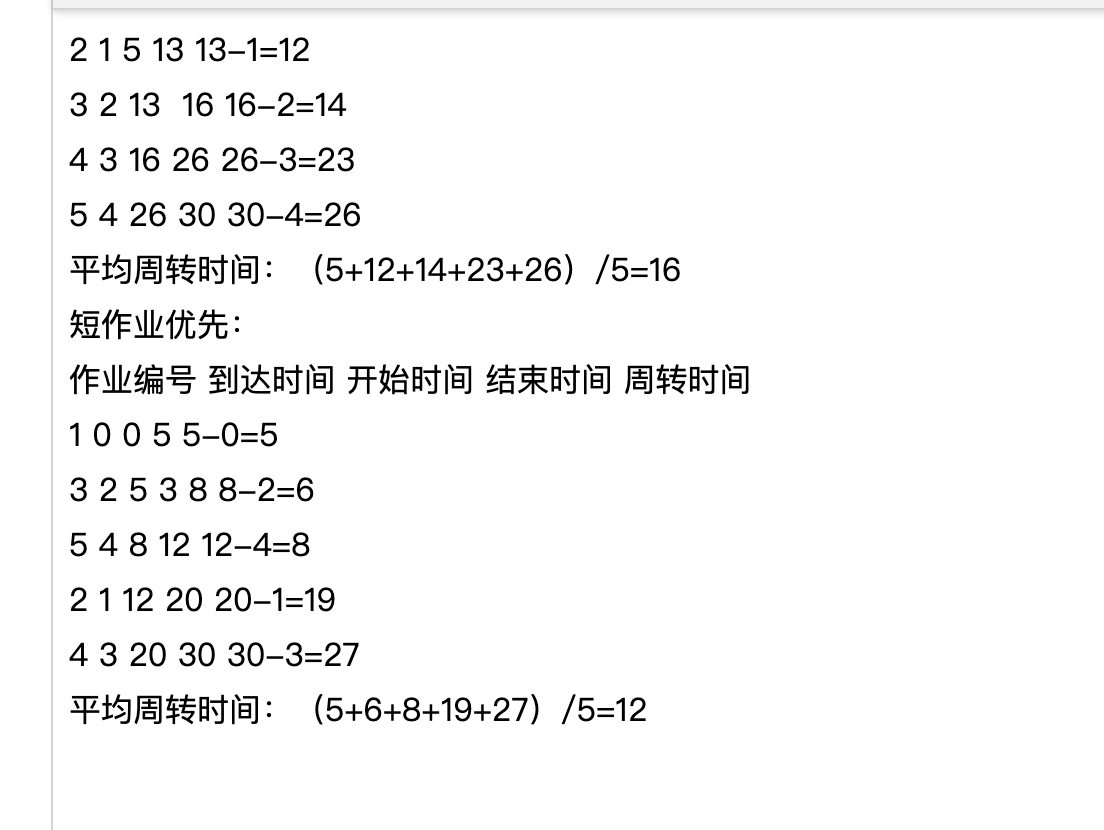 2 1 5 13 13–1=12
3 2 13  16 16–2=14
4 3 16 26 26–3=23
5 4 26 30 30–4=26
平均周转时间：（5+12+14+23+26）/5=16
短作业优先：
作业编号 到达时间 开始时间 结束时间 周转时间
1 0 0 5 5–0=5
3 2 5 3 8 8–2=6
5 4 8 12 12–4=8
2 1 12 20 20–1=19
4 3 20 30 30–3=27
平均周转时间：（5+6+8+19+27）/5=12